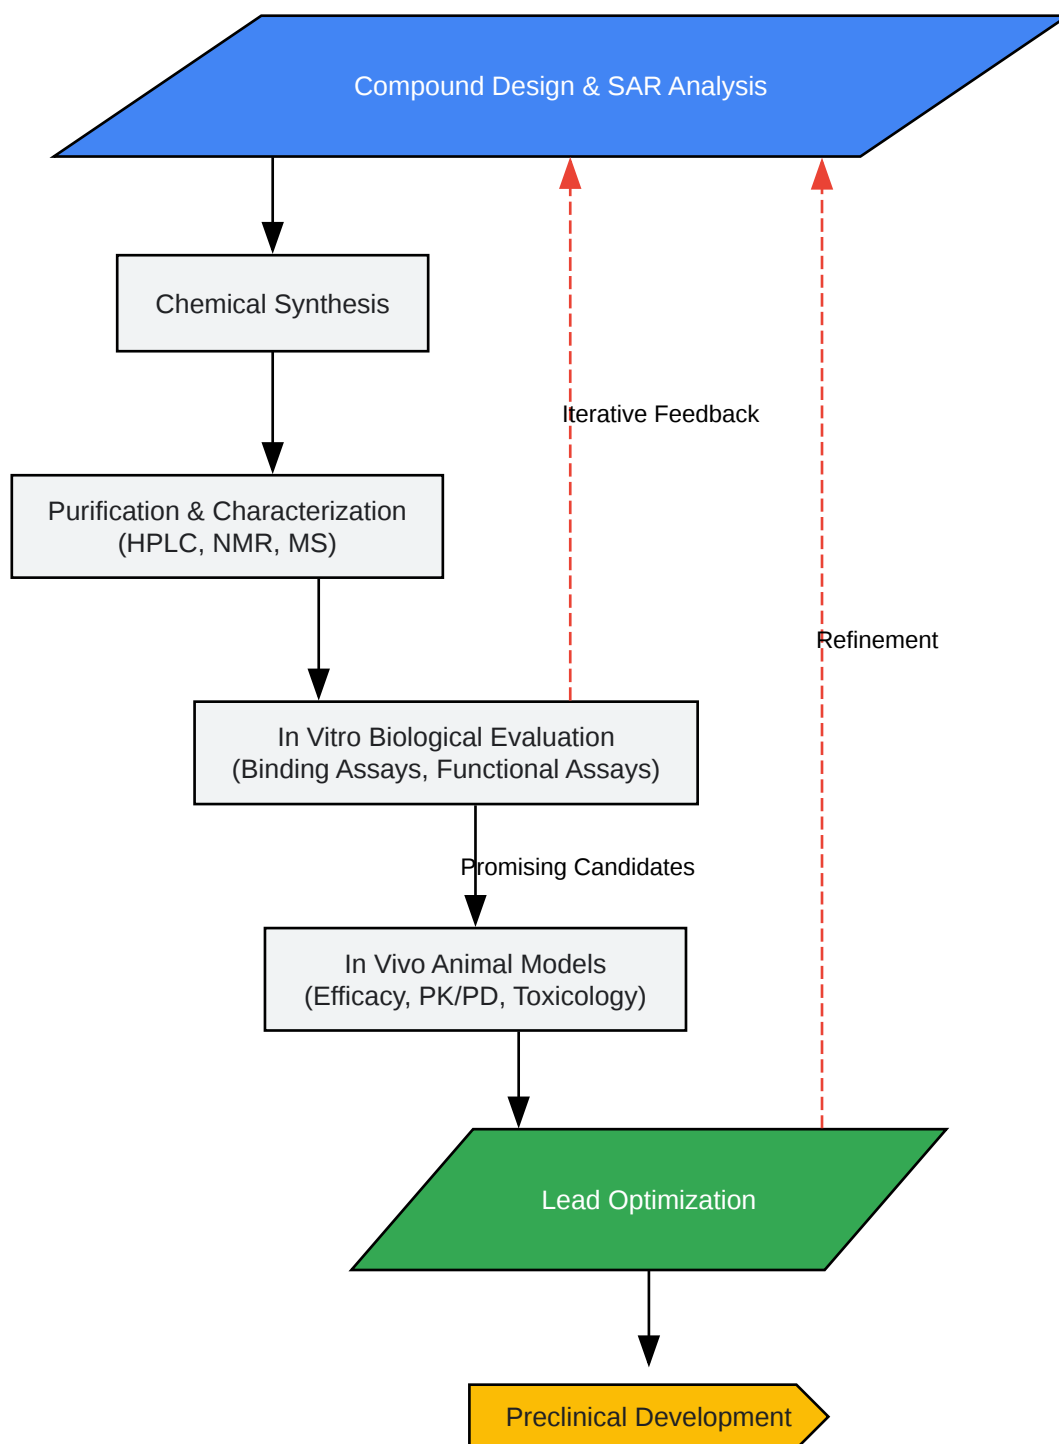 Compound Design & SAR Analysis
Chemical Synthesis
Iterative Feedback
Purification & Characterization
(HPLC, NMR, MS)
Refinement
In Vitro Biological Evaluation
(Binding Assays, Functional Assays)
Promising Candidates
In Vivo Animal Models
(Efficacy, PK/PD, Toxicology)
Lead Optimization
Preclinical Development